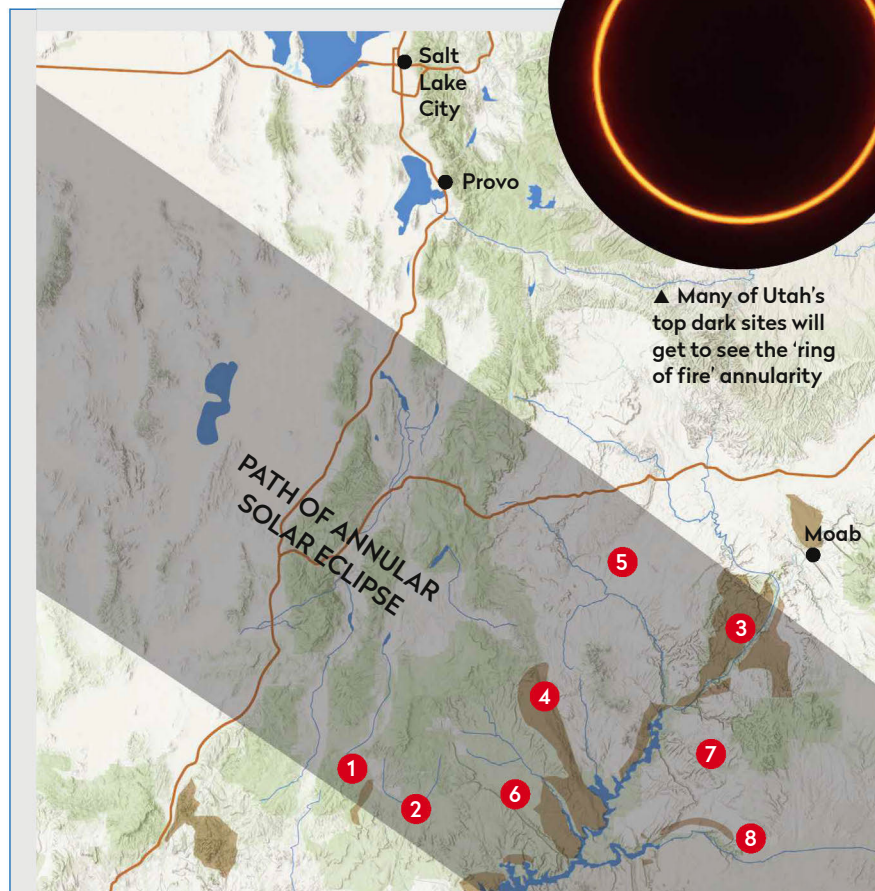 Salt
Lake
City
Provo
▲ Many of Utah's
top dark sites will
get to see the 'ring
of fire' annularity
PATH OF ANNULAR
SOLAR ECLIPSE
Moab
5
3
4
7
1
6
2
8